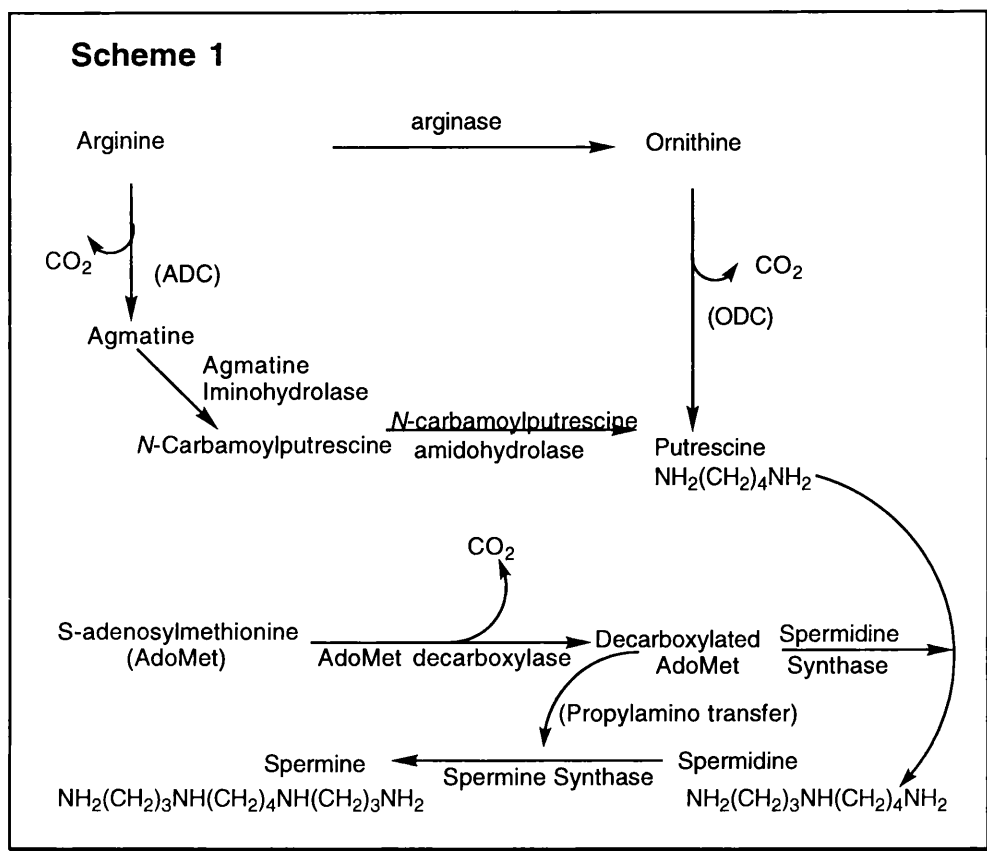 Scheme 1
arginase
Arginine
Ornithine
CO2
(ADC)
CO2
(ODC)
Agmatine
Agmatine
Iminohydrolase
N-Carbamoylputrescine
N-carbamoylputrescine
amidohydrolase
Putrescine
NH2(CH2)4NH2
CO2
S-adenosylmethionine
(AdoMet)
AdoMet decarboxylase
Decarboxylated
AdoMet
Spermidine
Synthase
(Propylamino transfer)
Spermine
Spermine Synthase
Spermidine
NH2(CH2)3NH(CH2)4NH(CH2)3NH2
NH2(CH2)3NH(CH2)4NH2